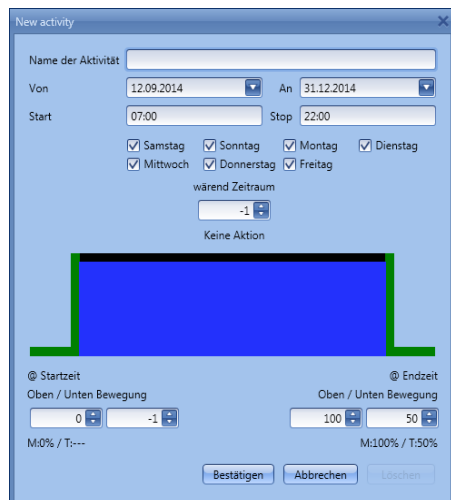 New activity
Name der Aktivität
Von 12.09.2014 An 31.12.2014
Start 07:00 Stop 22:00
Samstag Sonntag Montag Dienstag
Mittwoch Donnerstag Freitag
wärend Zeitraum
-1
Keine Aktion
@ Startzeit @ Endzeit
Oben / Unten Bewegung Oben / Unten Bewegung
0 -1 100 50
M:0% / T:--- M:100% / T:50%
Bestätigen Abbrechen Löschen